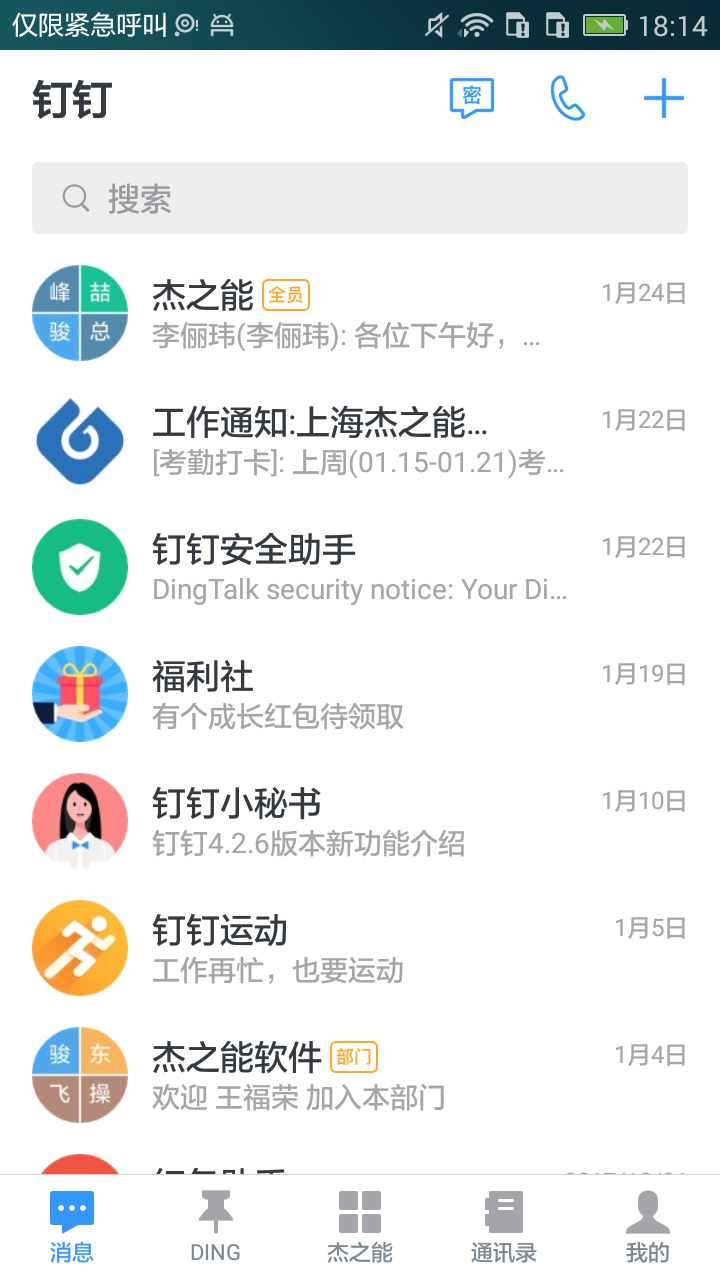 仅限紧急呼叫 18:14
钉钉
密
搜索
峰 喆
骏 总
杰之能 全员 1月24日
李俪玮(李俪玮): 各位下午好，...
工作通知:上海杰之能... 1月22日
[考勤打卡]: 上周(01.15-01.21)考...
钉钉安全助手 1月22日
DingTalk security notice: Your Di...
福利社 1月19日
有个成长红包待领取
钉钉小秘书 1月10日
钉钉4.2.6版本新功能介绍
钉钉运动 1月5日
工作再忙，也要运动
骏 东
飞 操
杰之能软件 部门 1月4日
欢迎 王福荣 加入本部门
消息 DING 杰之能 通讯录 我的